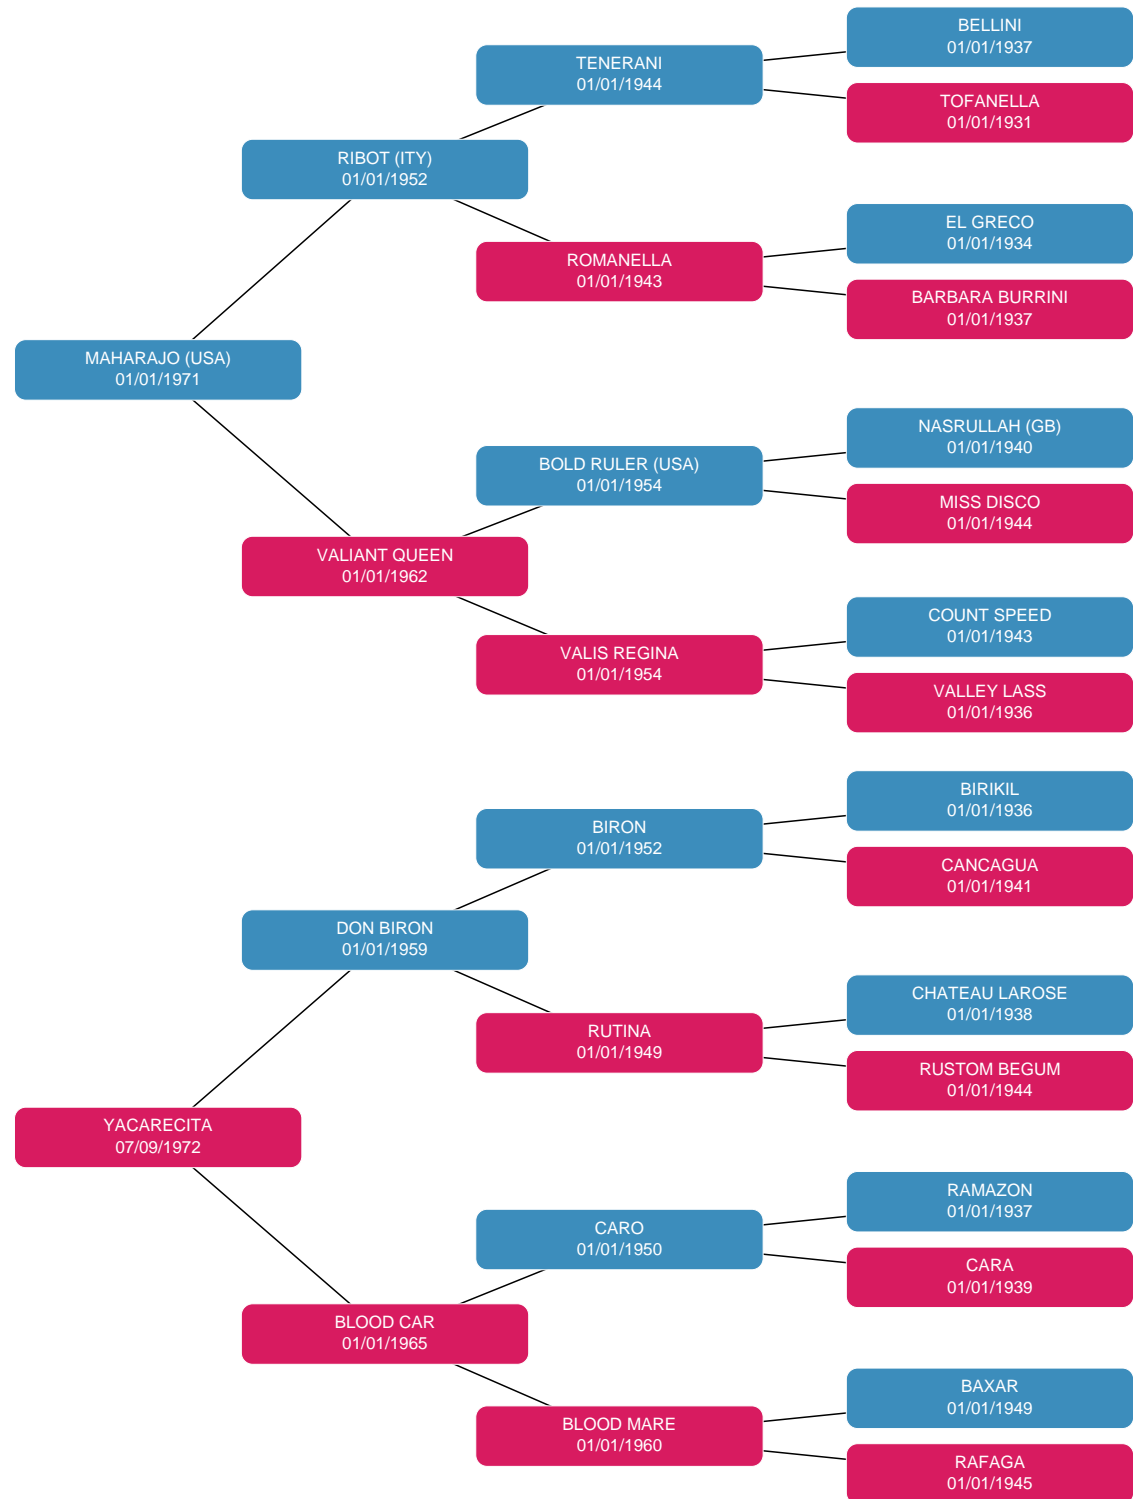 BELLINI
01/01/1937
TENERANI
01/01/1944
TOFANELLA
01/01/1931
RIBOT (ITY)
01/01/1952
EL GRECO
01/01/1934
ROMANELLA
01/01/1943
BARBARA BURRINI
01/01/1937
MAHARAJO (USA)
01/01/1971
NASRULLAH (GB)
01/01/1940
BOLD RULER (USA)
01/01/1954
MISS DISCO
01/01/1944
VALIANT QUEEN
01/01/1962
COUNT SPEED
01/01/1943
VALIS REGINA
01/01/1954
VALLEY LASS
01/01/1936
BIRIKIL
01/01/1936
BIRON
01/01/1952
CANCAGUA
01/01/1941
DON BIRON
01/01/1959
CHATEAU LAROSE
01/01/1938
RUTINA
01/01/1949
RUSTOM BEGUM
01/01/1944
YACARECITA
07/09/1972
RAMAZON
01/01/1937
CARO
01/01/1950
CARA
01/01/1939
BLOOD CAR
01/01/1965
BAXAR
01/01/1949
BLOOD MARE
01/01/1960
RAFAGA
01/01/1945